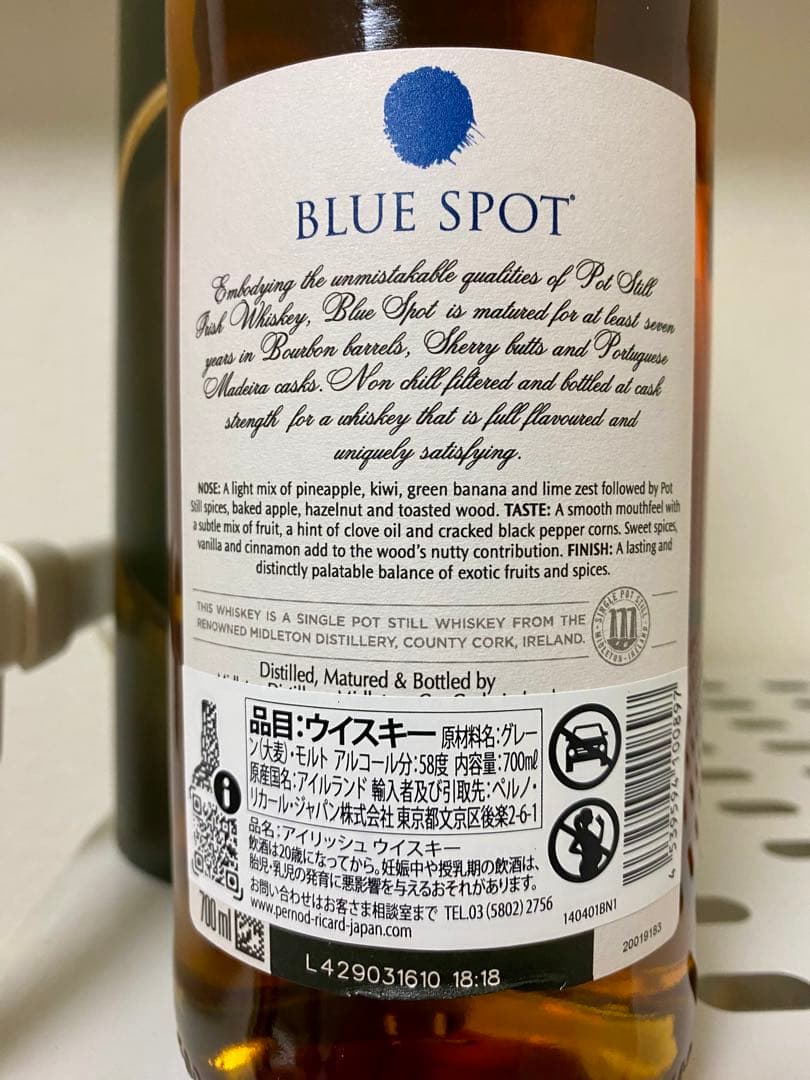 BLUE SPOT
Embodying the unmistakable qualities of Pot Still
Irish Whiskey, Blue Spot is matured for at least seven
years in Bourbon barrels, Sherry butts and Portuguese
Madeira casks. Non chill filtered and bottled at cask
strength for a whiskey that is full flavoured and
uniquely satisfying.
NOSE: A light mix of pineapple, kiwi, green banana and lime zest followed by Pot
Still spices, baked apple, hazelnut and toasted wood. TASTE: A smooth mouthfeel with
a subtle mix of fruit, a hint of clove oil and cracked black pepper corns. Sweet spices,
vanilla and cinnamon add to the wood's nutty contribution. FINISH: A lasting and
distinctly palatable balance of exotic fruits and spices.
THIS WHISKEY IS A SINGLE POT STILL WHISKEY FROM THE
RENOWNED MIDLETON DISTILLERY, COUNTY CORK, IRELAND.
SINGLE POT STILL
MIDLETON · IRELAND
Distilled, Matured & Bottled by
品目:ウイスキー 原材料名:グレー
ン(大麦)・モルト アルコール分:58度 内容量:700ml
原産国名:アイルランド 輸入者及び引取先:ペルノ・
リカール・ジャパン株式会社 東京都文京区後楽2-6-1
品名:アイリッシュ ウイスキー
飲酒は20歳になってから。妊娠中や授乳期の飲酒は、
胎児・乳児の発育に悪影響を与えるおそれがあります。
お問い合わせはお客さま相談室まで TEL.03 (5802) 2756
www.pernod-ricard-japan.com
140401BN1
4 539594 100897
700 ml
20019183
L429031610 18:18